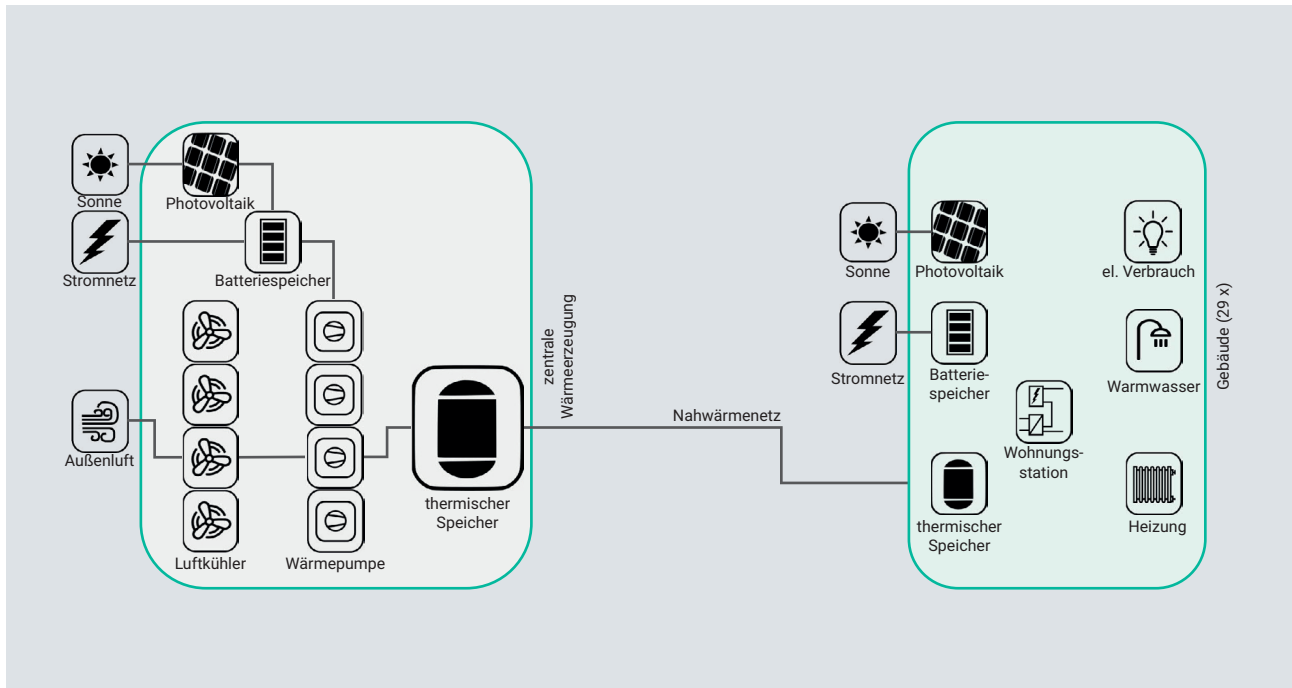 Sonne
Photovoltaik
Stromnetz
Batteriespeicher
Außenluft
Luftkühler
Wärmepumpe
thermischer
Speicher
zentrale
Wärmeerzeugung
Nahwärmenetz
Sonne
Photovoltaik
el. Verbrauch
Stromnetz
Batterie-
speicher
Warmwasser
Wohnungs-
station
thermischer
Speicher
Heizung
Gebäude (29 x)